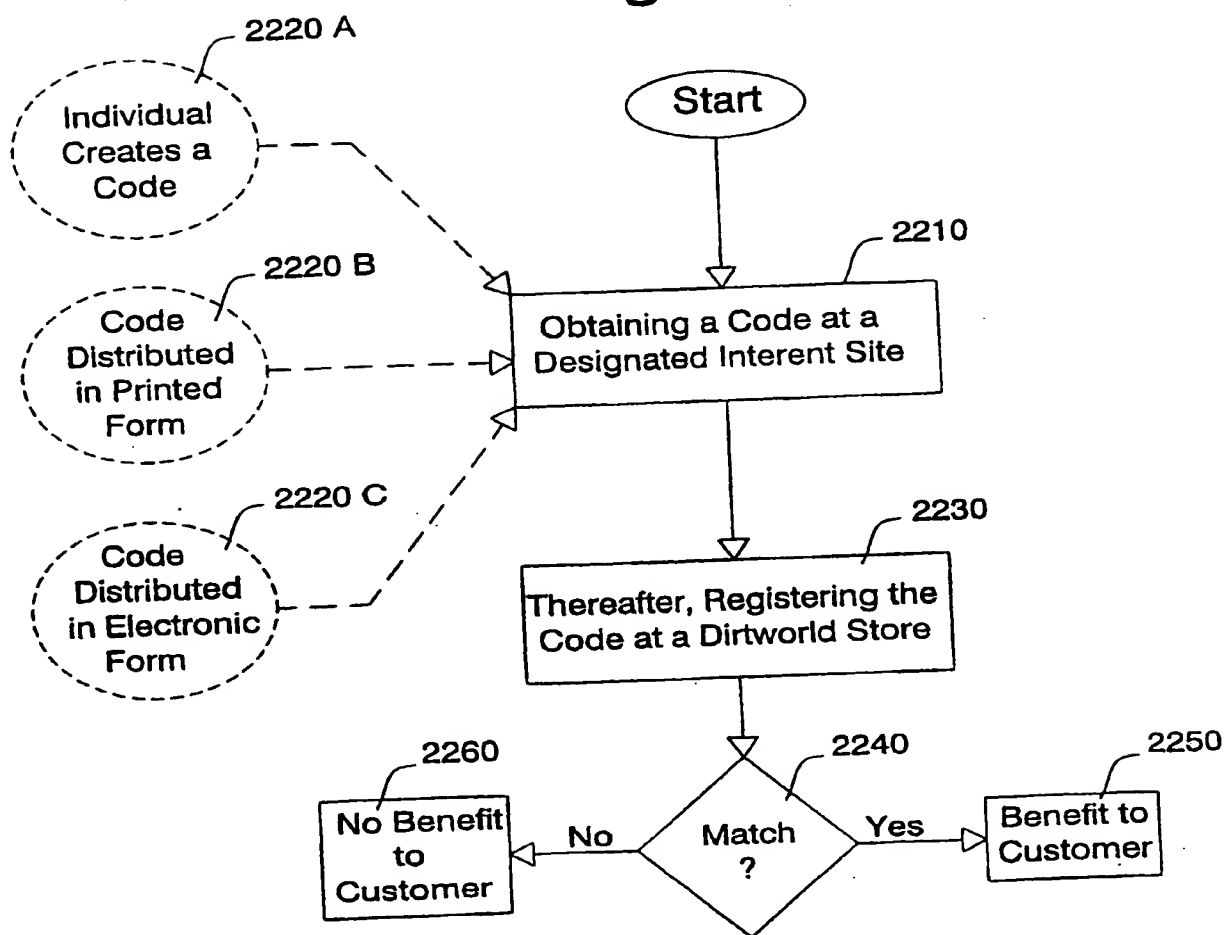 2220 A
Individual
Creates a
Code
Start
2210
2220 B
Code
Distributed
in Printed
Form
Obtaining a Code at a
Designated Interent Site
2220 C
Code
Distributed
in Electronic
Form
2230
Thereafter, Registering the
Code at a Dirtworld Store
2260
No Benefit
to
Customer
No
2240
Match
?
Yes
2250
Benefit to
Customer